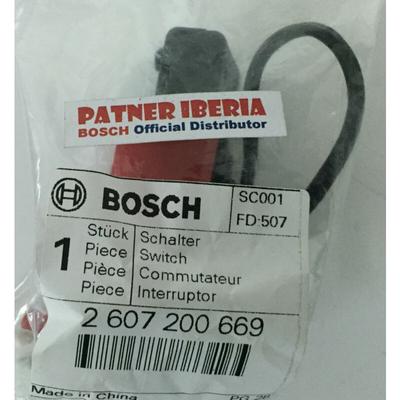 PATNER IBERIA
BOSCH Official Distributor
BOSCH
SC001
FD:507
1
Stück Schalter
Piece Switch
Pièce Commutateur
Piece Interruptor
2 607 200 669
Made in China